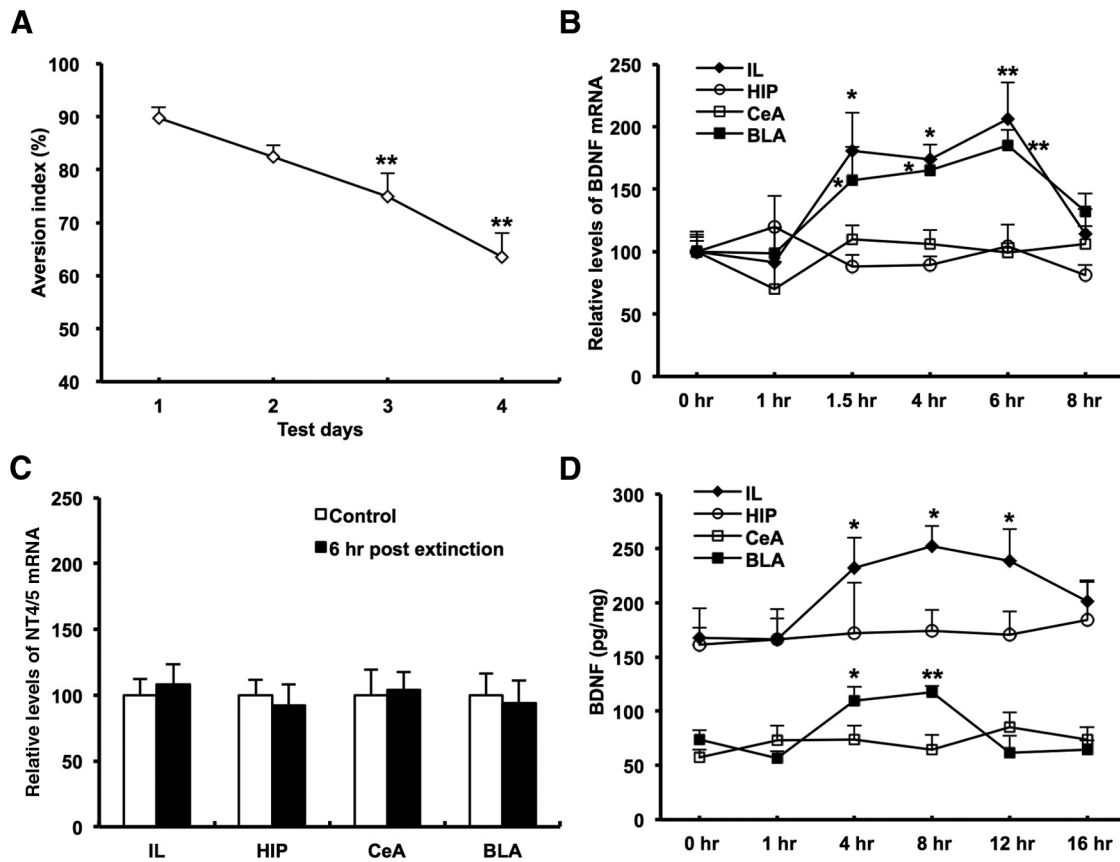 A
Aversion index (%)
100
90
80
70
60
50
40
**
**
1 2 3 4
Test days
B
Relative levels of BDNF mRNA
250
200
150
100
50
0
IL
HIP
CeA
BLA
*
*
**
*
*
**
0 hr 1 hr 1.5 hr 4 hr 6 hr 8 hr
C
Relative levels of NT4/5 mRNA
250
200
150
100
50
0
Control
6 hr post extinction
IL HIP CeA BLA
D
BDNF (pg/mg)
300
250
200
150
100
50
0
IL
HIP
CeA
BLA
*
*
*
*
**
0 hr 1 hr 4 hr 8 hr 12 hr 16 hr